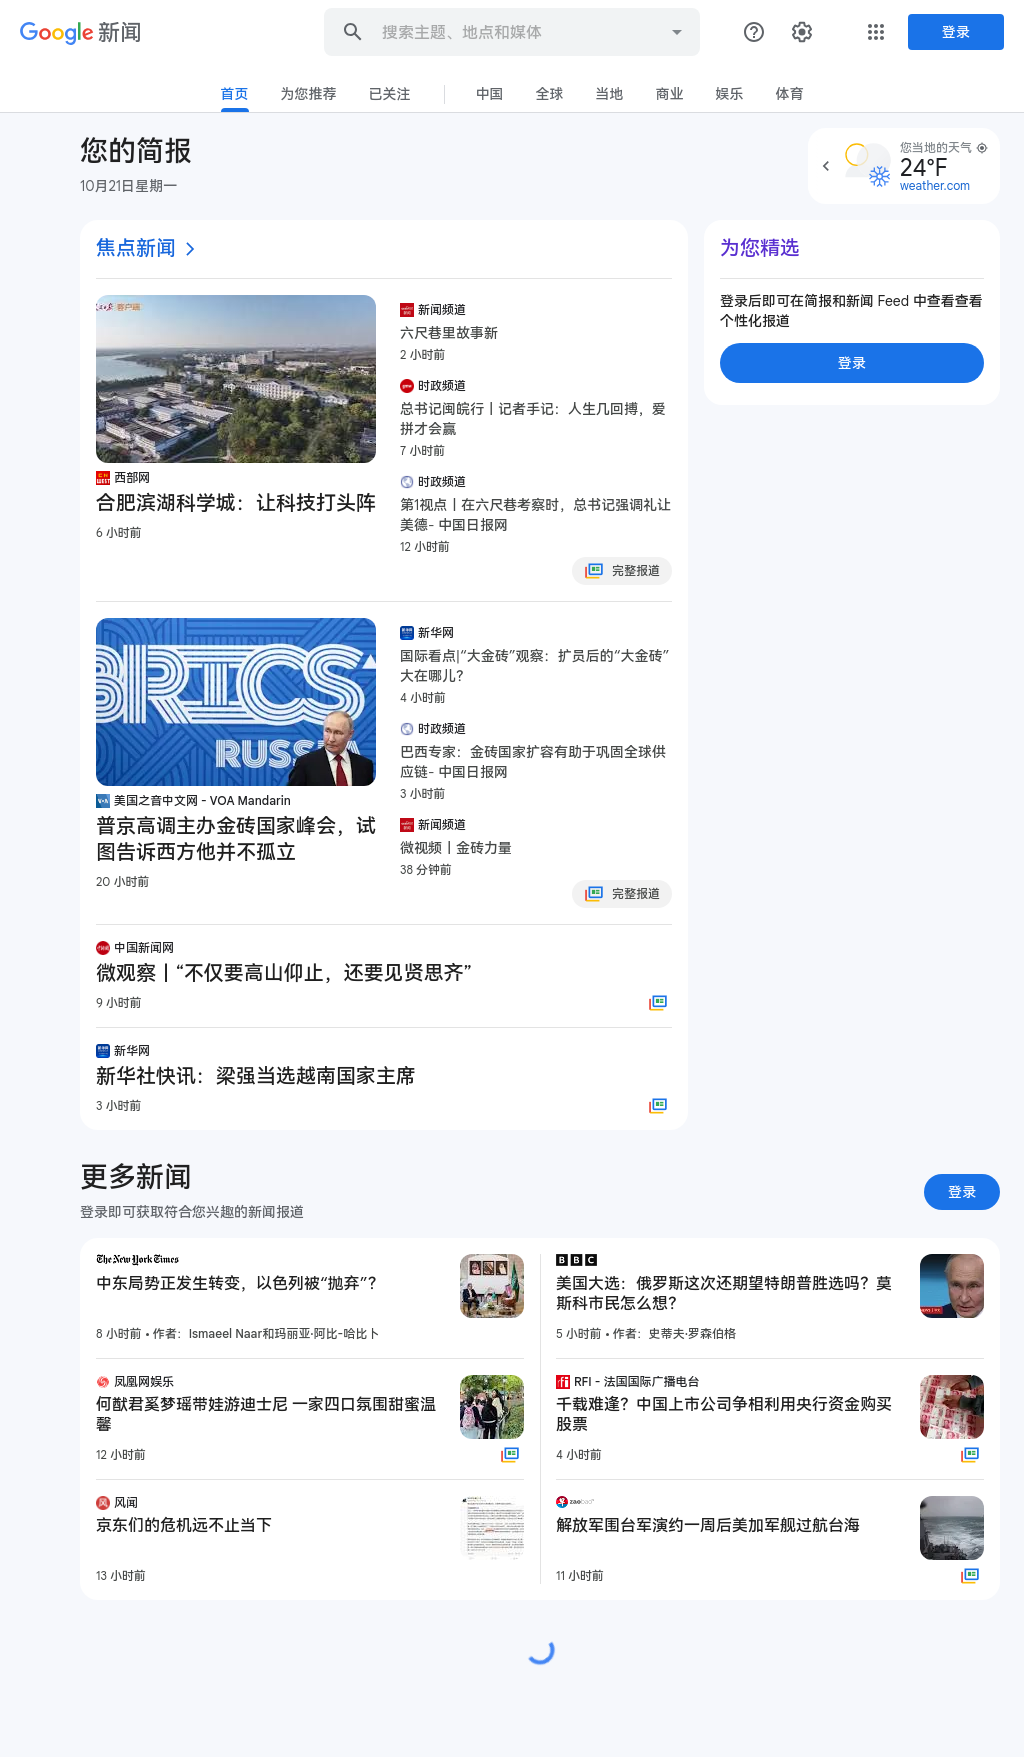 Google 新闻
搜索主题、地点和媒体
登录
首页
为您推荐
已关注
中国
全球
当地
商业
娱乐
体育
您的简报
10月21日星期一
您当地的天气
24°F
weather.com
焦点新闻
客户端
西部网
合肥滨湖科学城：让科技打头阵
6 小时前
新闻频道
六尺巷里故事新
2 小时前
时政频道
总书记闽皖行丨记者手记：人生几回搏，爱
拼才会赢
7 小时前
时政频道
第1视点丨在六尺巷考察时，总书记强调礼让
美德- 中国日报网
12 小时前
完整报道
BRICS
RUSSIA
美国之音中文网 - VOA Mandarin
普京高调主办金砖国家峰会，试
图告诉西方他并不孤立
20 小时前
新华网
国际看点|“大金砖”观察：扩员后的“大金砖”
大在哪儿？
4 小时前
时政频道
巴西专家：金砖国家扩容有助于巩固全球供
应链- 中国日报网
3 小时前
新闻频道
微视频丨金砖力量
38 分钟前
完整报道
中国新闻网
微观察丨“不仅要高山仰止，还要见贤思齐”
9 小时前
新华网
新华社快讯：梁强当选越南国家主席
3 小时前
为您精选
登录后即可在简报和新闻 Feed 中查看查看
个性化报道
登录
更多新闻
登录即可获取符合您兴趣的新闻报道
登录
The New York Times
中东局势正发生转变，以色列被“抛弃”？
8 小时前 • 作者：Ismaeel Naar和玛丽亚·阿比-哈比卜
凤凰网娱乐
何猷君奚梦瑶带娃游迪士尼 一家四口氛围甜蜜温
馨
12 小时前
风闻
京东们的危机远不止当下
13 小时前
BBC
美国大选：俄罗斯这次还期望特朗普胜选吗？莫
斯科市民怎么想？
5 小时前 • 作者：史蒂夫·罗森伯格
RFI - 法国国际广播电台
千载难逢？中国上市公司争相利用央行资金购买
股票
4 小时前
zaobao
解放军围台军演约一周后美加军舰过航台海
11 小时前